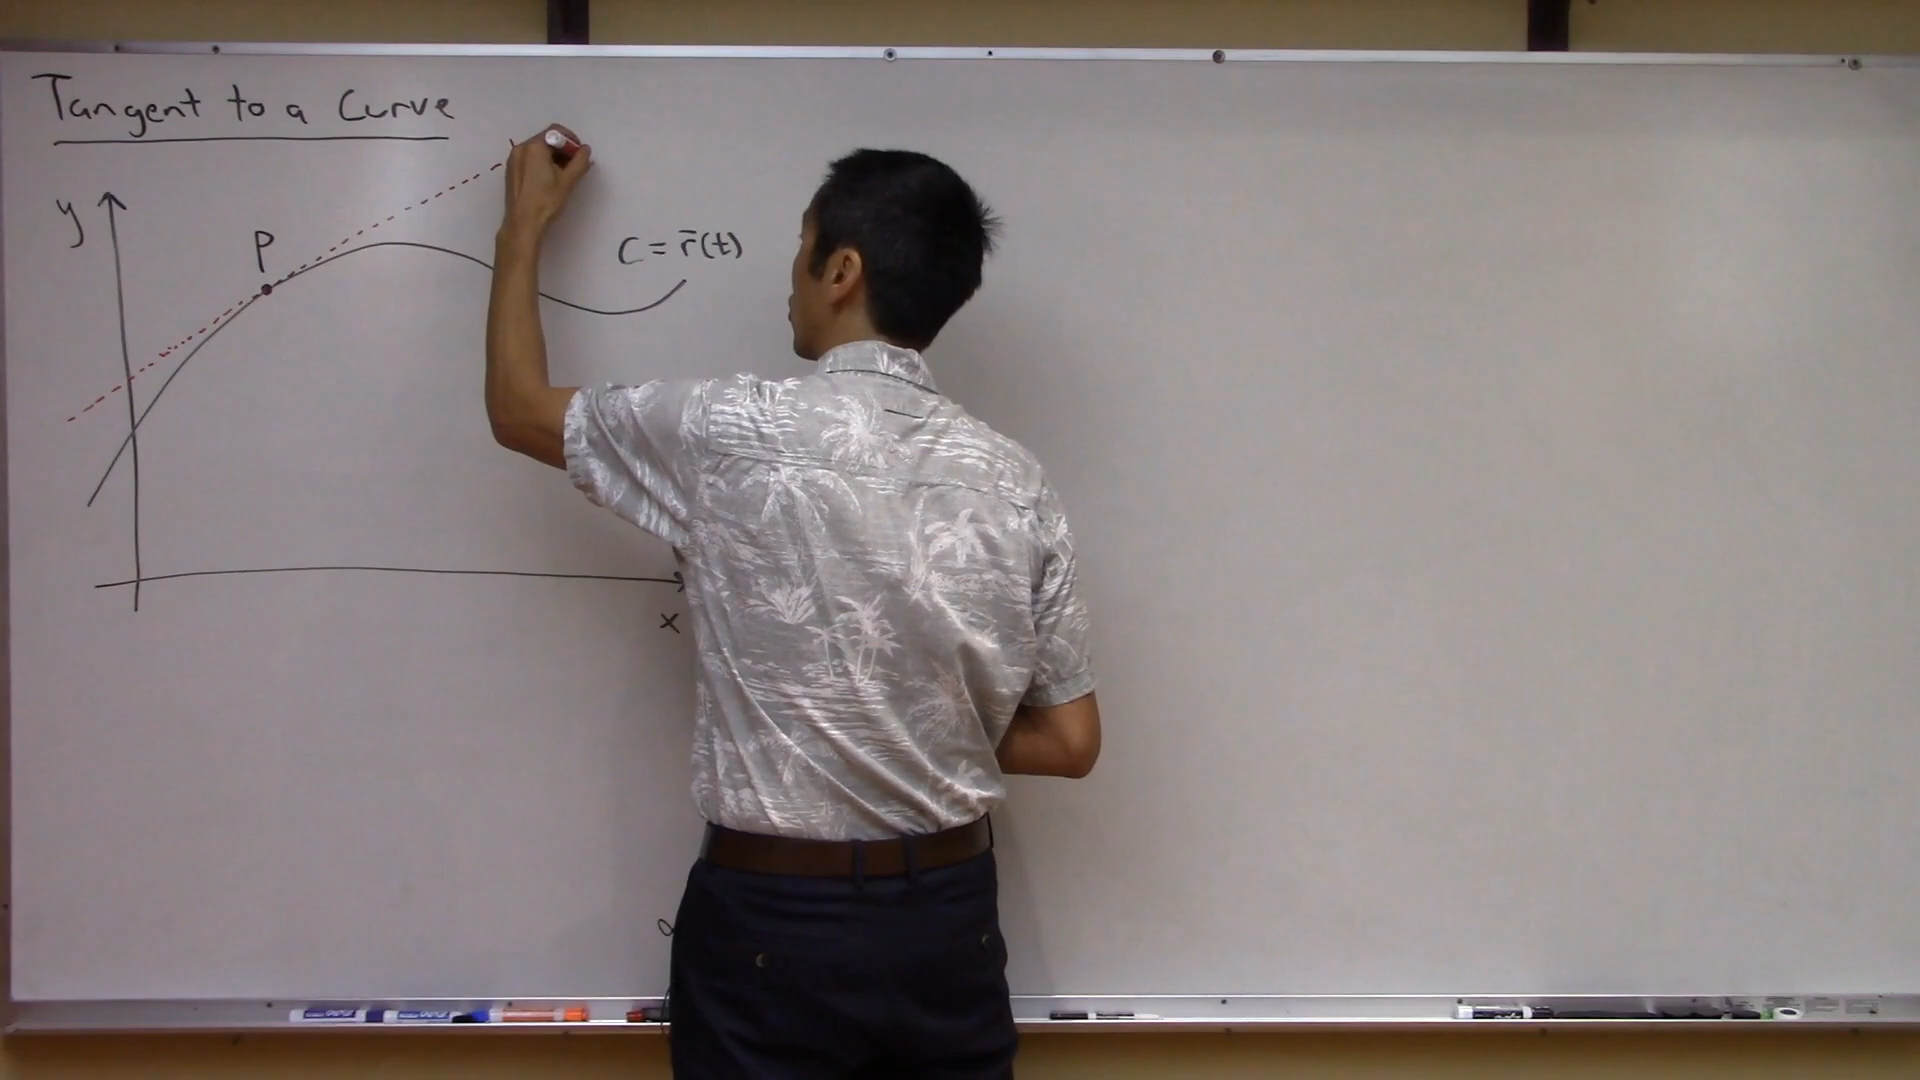 Tangent to a Curve
y
P
C = r̄(t)
x